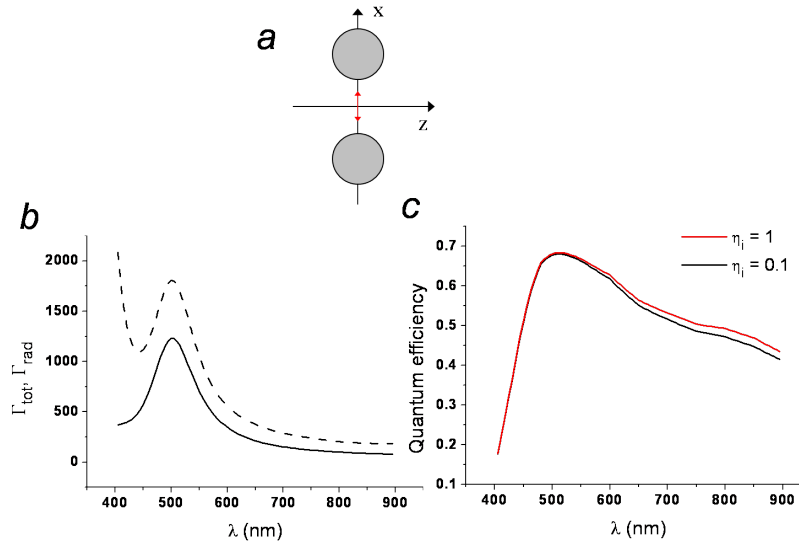 a
x
z
b
2000
1500
1000
500
0
Γtot, Γrad
400 500 600 700 800 900
λ (nm)
c
ηi = 1
ηi = 0.1
0.7
0.6
0.5
0.4
0.3
0.2
0.1
Quantum efficiency
400 500 600 700 800 900
λ (nm)